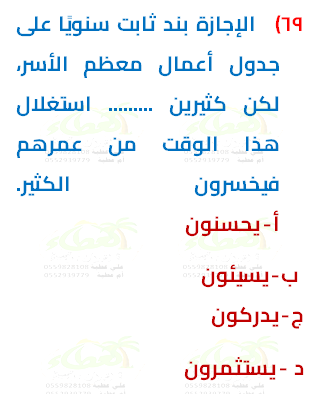 ٦٩) الإجازة بند ثابت سنويًا على
جدول أعمال معظم الأسر،
لكن كثيرين ......... استغلال
هذا الوقت من عمرهم
فيخسرون الكثير.
أ-يحسنون
ب-يسيئون
ج-يدركون
د -يستثمرون